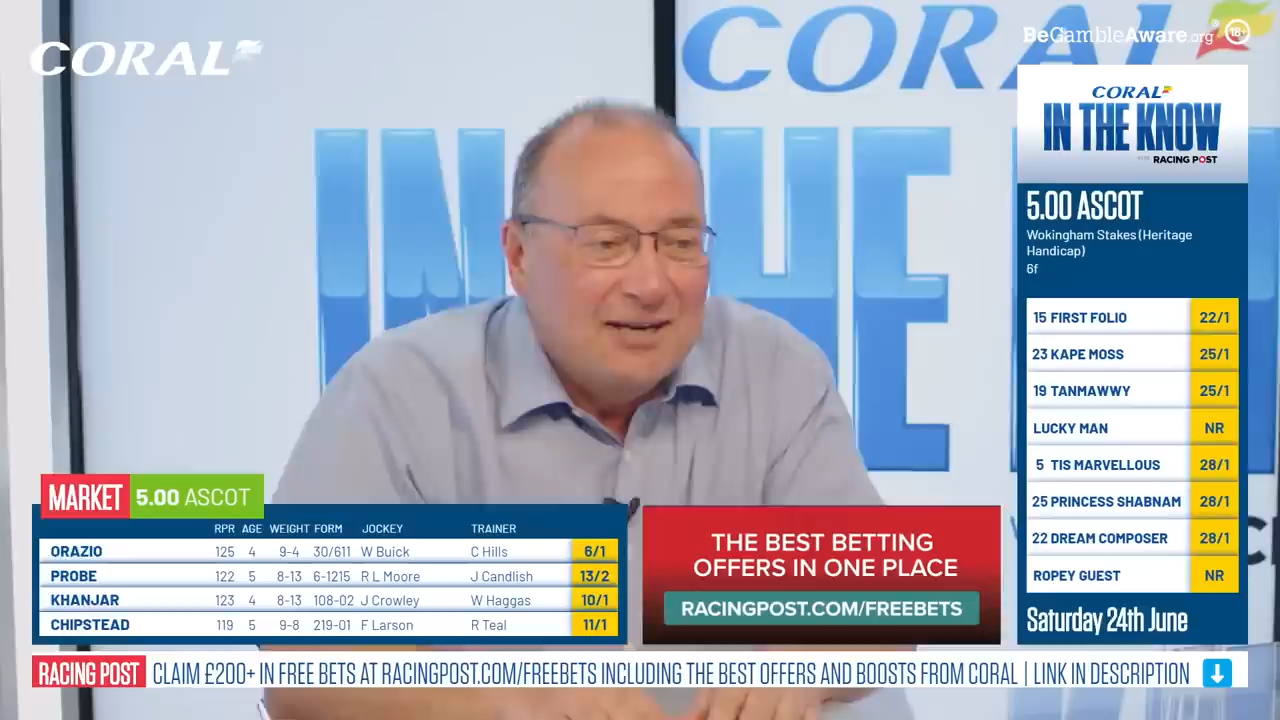 CORAL
CORAL
BeGambleAware.org 18+
IN THE
CORAL
IN THE KNOW
WITH RACING POST
5.00 ASCOT
Wokingham Stakes (Heritage
Handicap)
6f
15 FIRST FOLIO 22/1
23 KAPE MOSS 25/1
19 TANMAWWY 25/1
LUCKY MAN NR
5 TIS MARVELLOUS 28/1
25 PRINCESS SHABNAM 28/1
22 DREAM COMPOSER 28/1
ROPEY GUEST NR
Saturday 24th June
MARKET 5.00 ASCOT
RPR AGE WEIGHT FORM JOCKEY TRAINER
ORAZIO 125 4 9-4 30/611 W Buick C Hills 6/1
PROBE 122 5 8-13 6-1215 R L Moore J Candlish 13/2
KHANJAR 123 4 8-13 108-02 J Crowley W Haggas 10/1
CHIPSTEAD 119 5 9-8 219-01 F Larson R Teal 11/1
THE BEST BETTING
OFFERS IN ONE PLACE
RACINGPOST.COM/FREEBETS
RACING POST CLAIM £200+ IN FREE BETS AT RACINGPOST.COM/FREEBETS INCLUDING THE BEST OFFERS AND BOOSTS FROM CORAL | LINK IN DESCRIPTION